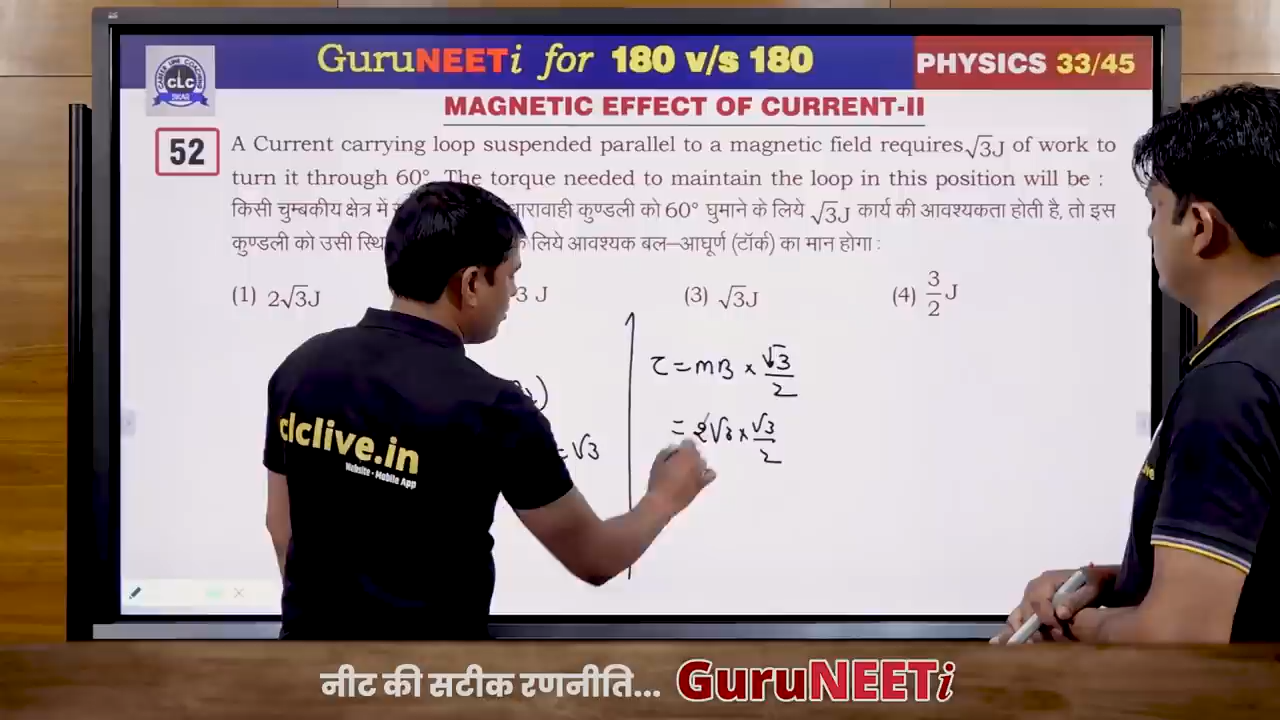 GuruNEETi for 180 v/s 180
PHYSICS 33/45
CLC
SIKAR
MAGNETIC EFFECT OF CURRENT-II
52
A Current carrying loop suspended parallel to a magnetic field requires √3J of work to
turn it through 60°. The torque needed to maintain the loop in this position will be :
किसी चुम्बकीय क्षेत्र में धारावाही कुण्डली को 60° घुमाने के लिये √3J कार्य की आवश्यकता होती है, तो इस
कुण्डली को उसी के लिये आवश्यक बल–आघूर्ण (टॉर्क) का मान होगा :
(1) 2√3J
3 J
(3) √3J
(4) 3/2 J
τ = MB × √3/2
= √3
= 2√3 × √3/2
clclive.in
Website - Mobile App
नीट की सटीक रणनीति...
GuruNEETi